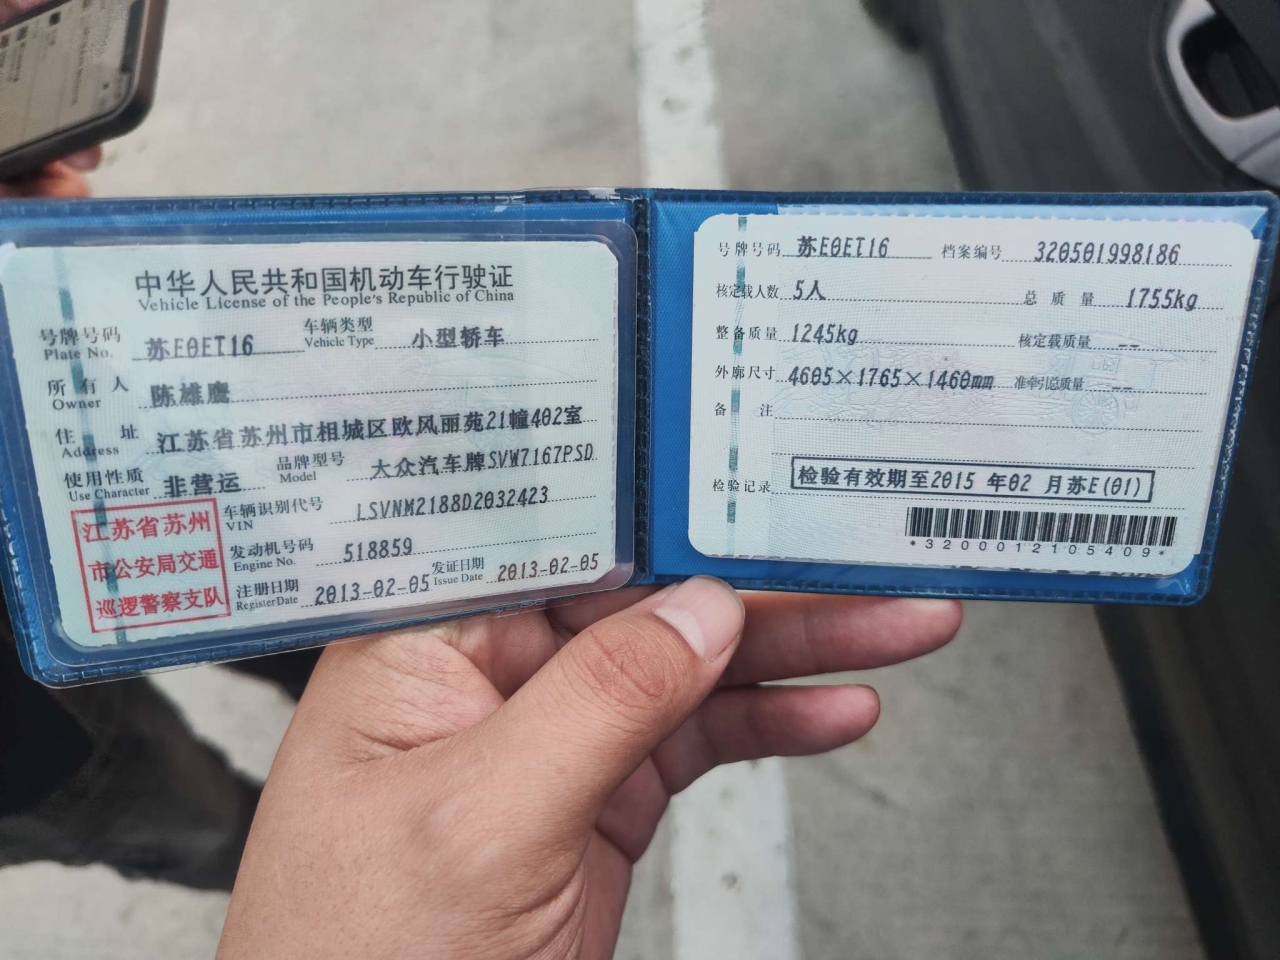 中华人民共和国机动车行驶证
Vehicle License of the People's Republic of China
号牌号码 苏E0ET16 车辆类型 小型轿车
Plate No. Vehicle Type
所有人 陈雄鹰
Owner
住址 江苏省苏州市相城区欧风丽苑21幢402室
Address
使用性质 非营运 品牌型号 大众汽车牌SVW7167PSD
Use Character Model
江苏省苏州
市公安局交通
巡逻警察支队
车辆识别代号 LSVNM2188D2032423
VIN
发动机号码 518859
Engine No.
注册日期 2013-02-05 发证日期 2013-02-05
Register Date Issue Date
号牌号码 苏E0ET16 档案编号 320501998186
核定载人数 5人 总质量 1755kg
整备质量 1245kg 核定载质量 --
外廓尺寸 4605×1765×1460mm 准牵引总质量 --
备注
检验记录 检验有效期至2015 年02 月苏E(01)
*3200012105409*